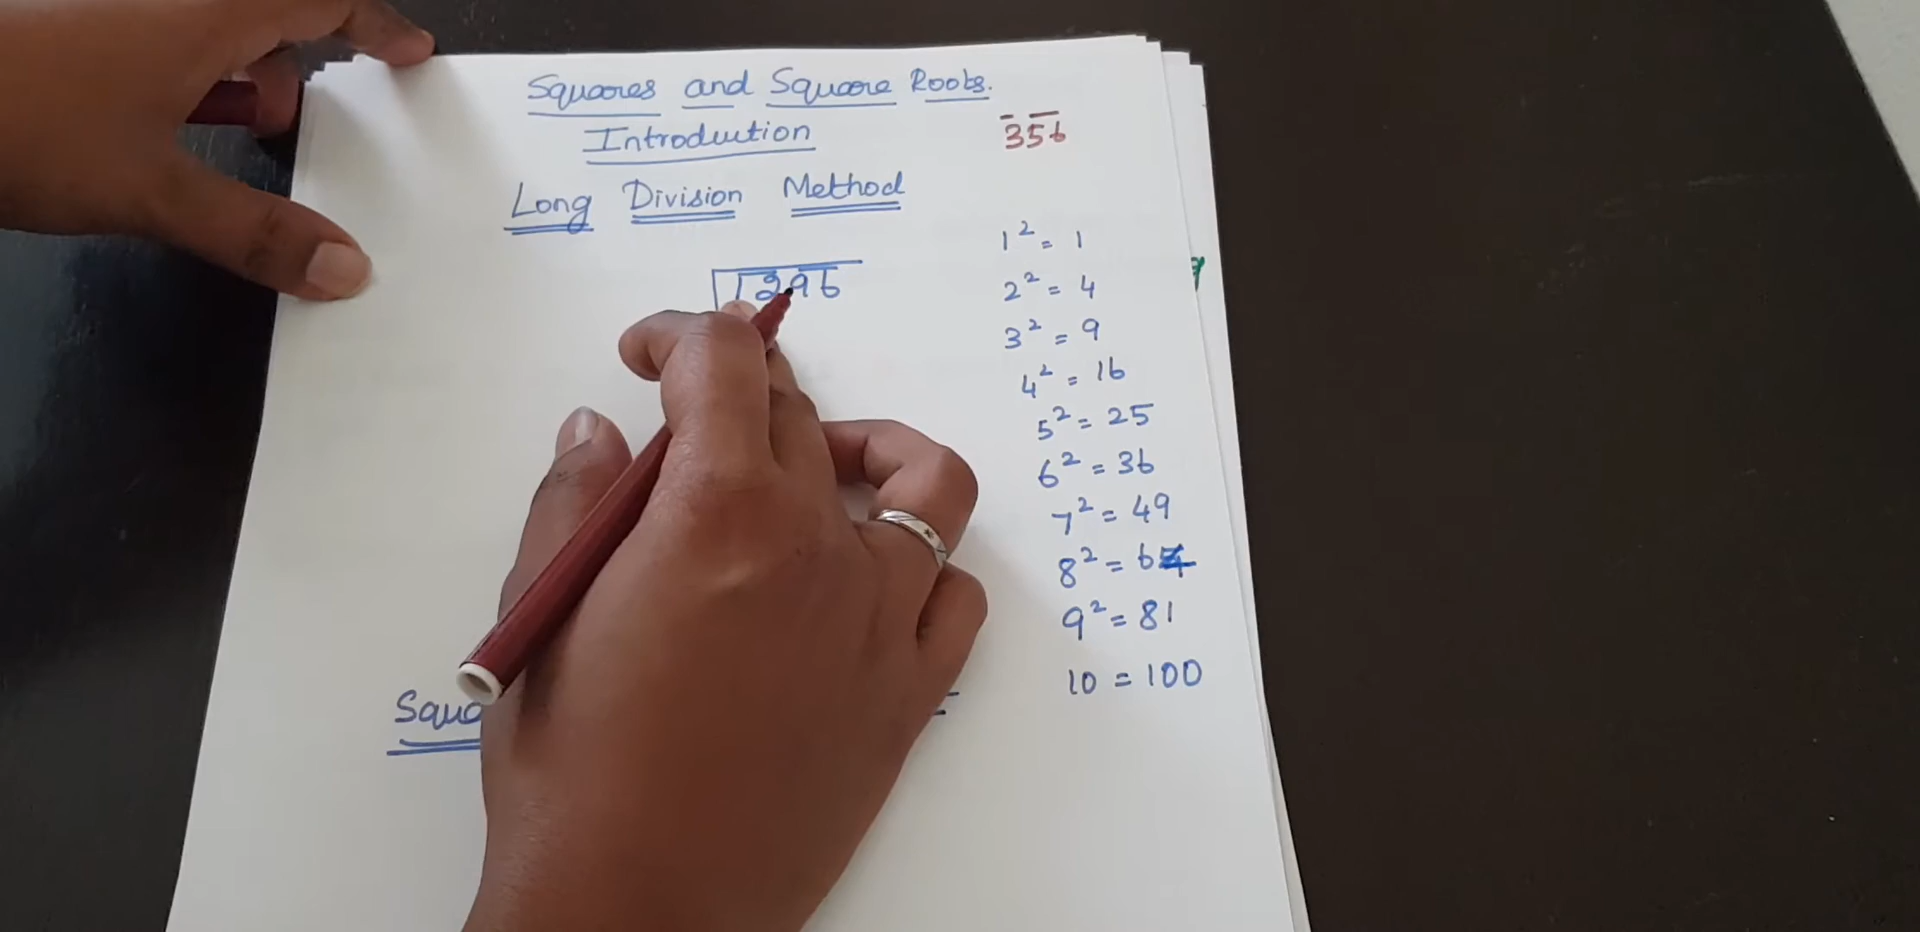 Squares and Square Roots.
Introduction
356
Long Division Method
1296
1² = 1
2² = 4
3² = 9
4² = 16
5² = 25
6² = 36
7² = 49
8² = 64
9² = 81
10 = 100